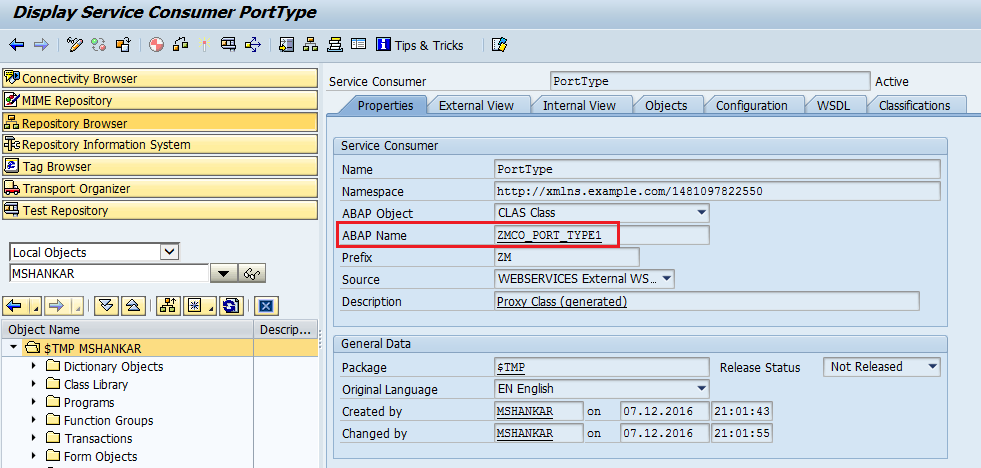 Display Service Consumer PortType
Tips & Tricks
Connectivity Browser
MIME Repository
Repository Browser
Repository Information System
Tag Browser
Transport Organizer
Test Repository
Local Objects
MSHANKAR
Object Name Descrip...
$TMP MSHANKAR
Dictionary Objects
Class Library
Programs
Function Groups
Transactions
Form Objects
Service Consumer PortType Active
Properties External View Internal View Objects Configuration WSDL Classifications
Service Consumer
Name PortType
Namespace http://xmlns.example.com/1481097822550
ABAP Object CLAS Class
ABAP Name ZMCO_PORT_TYPE1
Prefix ZM
Source WEBSERVICES External WS...
Description Proxy Class (generated)
General Data
Package $TMP Release Status Not Released
Original Language EN English
Created by MSHANKAR on 07.12.2016 21:01:43
Changed by MSHANKAR on 07.12.2016 21:01:55